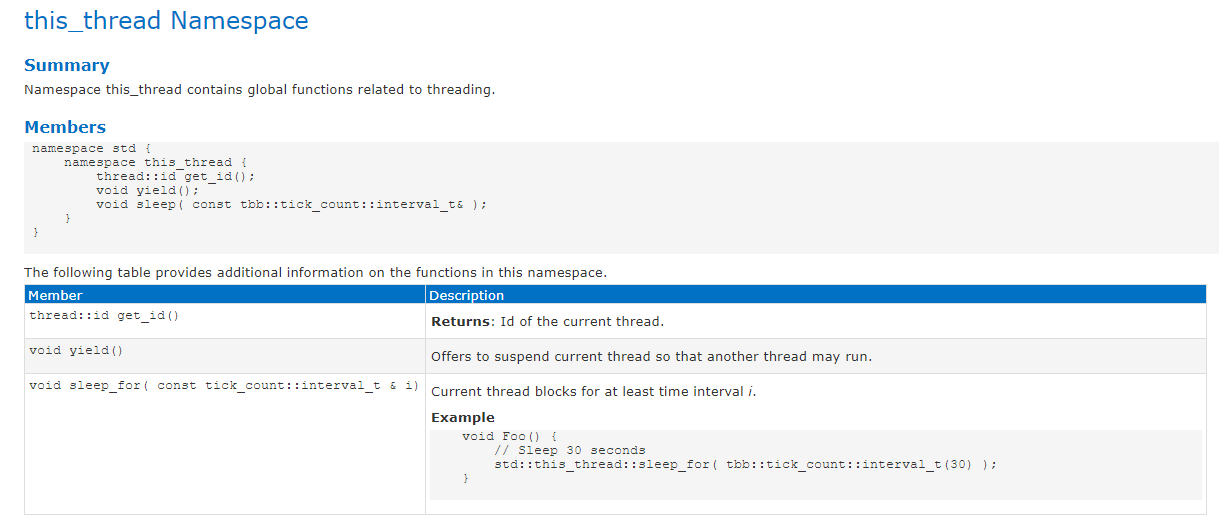 this_thread Namespace
Summary
Namespace this_thread contains global functions related to threading.
Members
namespace std {
    namespace this_thread {
        thread::id get_id();
        void yield();
        void sleep( const tbb::tick_count::interval_t& );
    }
}
The following table provides additional information on the functions in this namespace.
Member Description
thread::id get_id()
Returns: Id of the current thread.
void yield()
Offers to suspend current thread so that another thread may run.
void sleep_for( const tick_count::interval_t & i)
Current thread blocks for at least time interval i.
Example
void Foo() {
    // Sleep 30 seconds
    std::this_thread::sleep_for( tbb::tick_count::interval_t(30) );
}